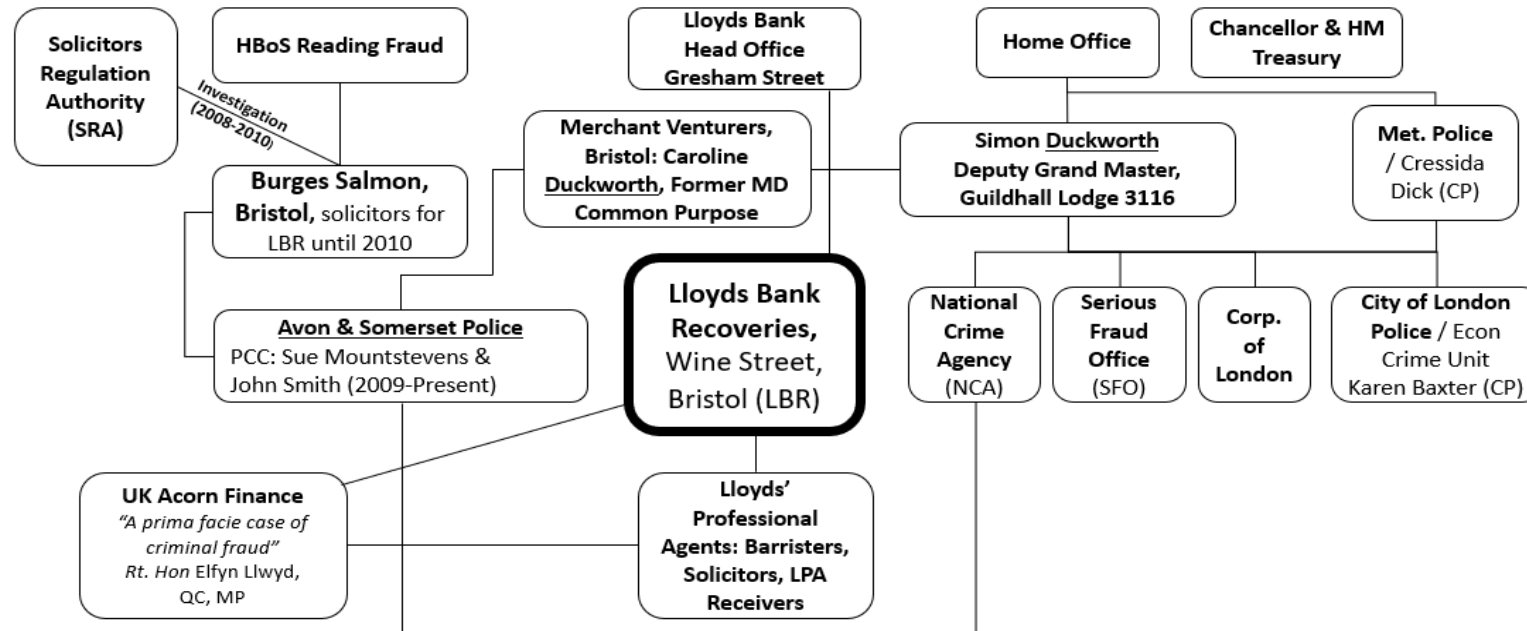 Solicitors
Regulation
Authority
(SRA)
HBoS Reading Fraud
Lloyds Bank
Head Office
Gresham Street
Home Office
Chancellor & HM
Treasury
Investigation
(2008-2010)
Merchant Venturers,
Bristol: Caroline
Duckworth, Former MD
Common Purpose
Simon Duckworth
Deputy Grand Master,
Guildhall Lodge 3116
Met. Police
/ Cressida
Dick (CP)
Burges Salmon,
Bristol, solicitors for
LBR until 2010
Avon & Somerset Police
PCC: Sue Mountstevens &
John Smith (2009-Present)
Lloyds Bank
Recoveries,
Wine Street,
Bristol (LBR)
National
Crime
Agency
(NCA)
Serious
Fraud
Office
(SFO)
Corp.
of
London
City of London
Police / Econ
Crime Unit
Karen Baxter (CP)
UK Acorn Finance
“A prima facie case of
criminal fraud”
Rt. Hon Elfyn Llwyd,
QC, MP
Lloyds’
Professional
Agents: Barristers,
Solicitors, LPA
Receivers